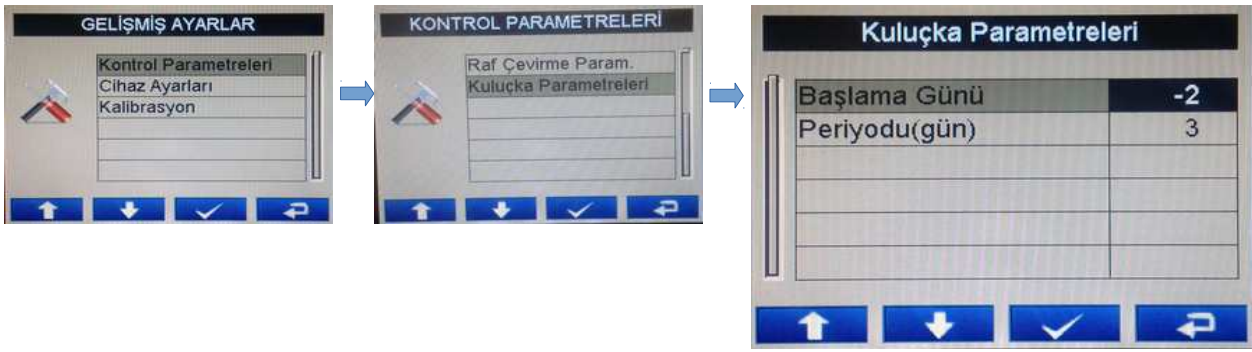 GELİŞMİŞ AYARLAR
Kontrol Parametreleri
Cihaz Ayarları
Kalibrasyon
KONTROL PARAMETRELERİ
Raf Çevirme Param.
Kuluçka Parametreleri
Kuluçka Parametreleri
Başlama Günü -2
Periyodu(gün) 3